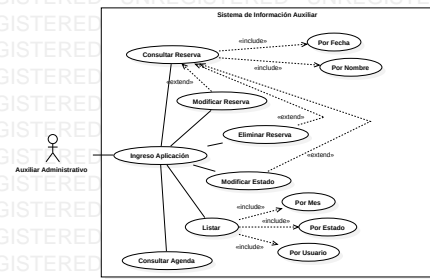 Sistema de Información Auxiliar
Consultar Reserva
«include»
Por Fecha
«include»
Por Nombre
«extend»
Modificar Reserva
«extend»
Eliminar Reserva
Ingreso Aplicación
«extend»
Auxiliar Administrativo
Modificar Estado
Por Mes
«include»
Listar
«include»
Por Estado
«include»
Por Usuario
Consultar Agenda